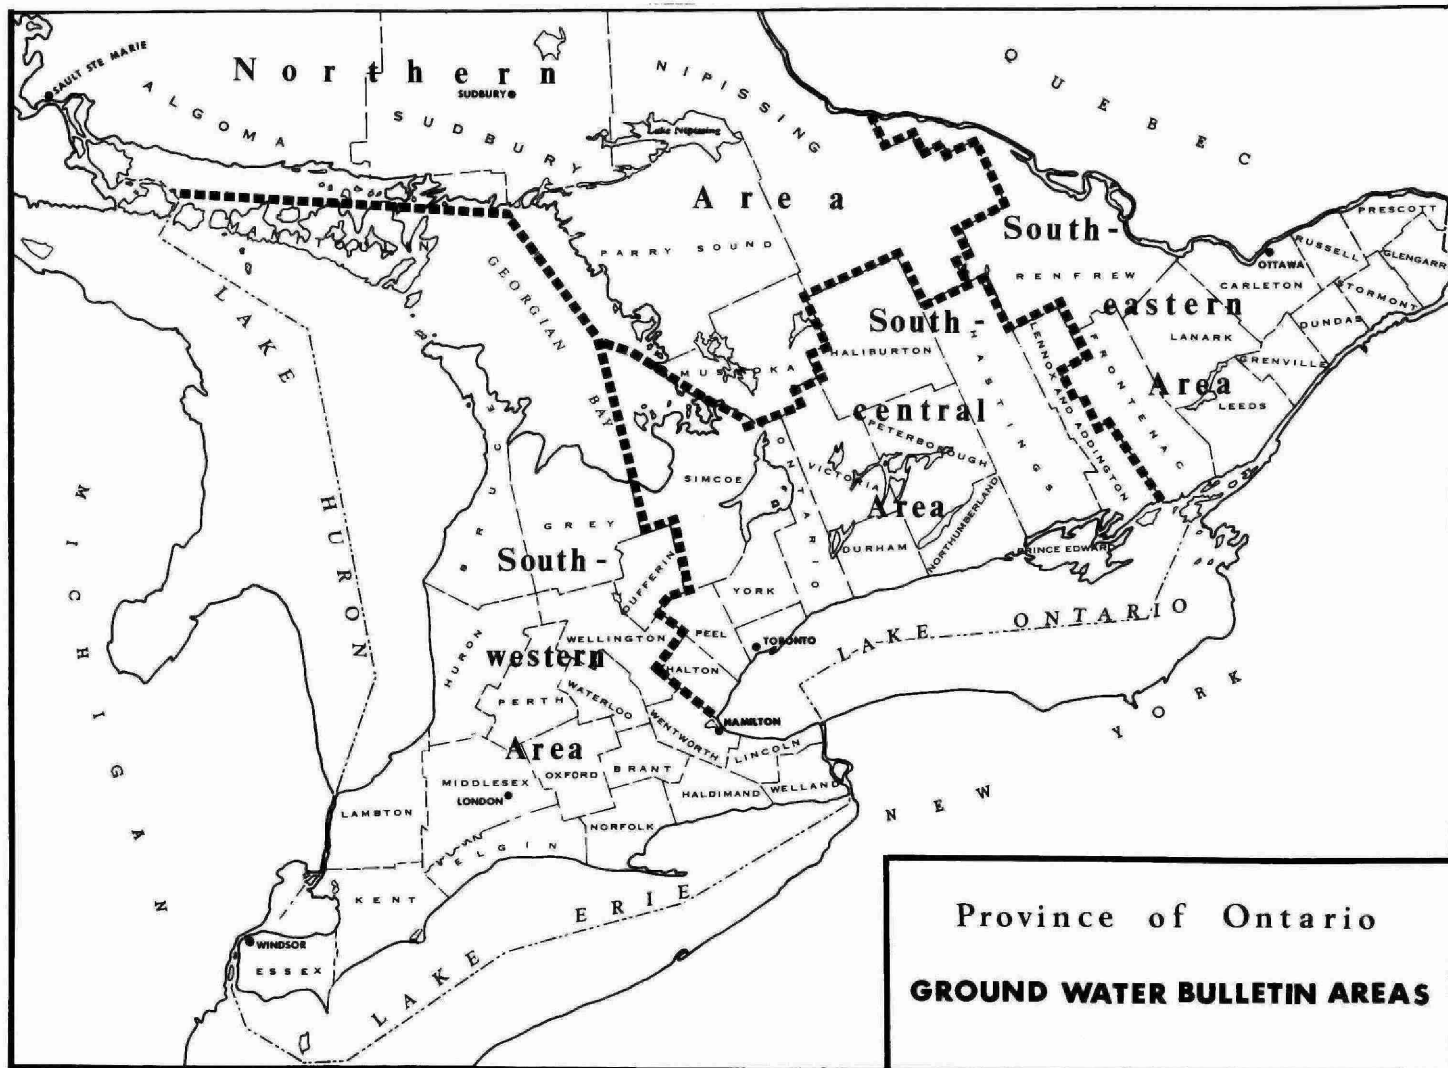 SAULT STE MARIE
Northern
SUDBURY
ALGOMA
SUDBURY
NIPISSING
Lake Nipissing
QUEBEC
Area
PARRY SOUND
GEORGIAN
BAY
LAKE
HURON
MICHIGAN
MUSKOKA
South-
eastern
Area
RENFREW
OTTAWA
PRESCOTT
RUSSELL
GLENGARR
CARLETON
STORMONT
DUNDAS
LANARK
GRENVILLE
LEEDS
FRONTENAC
LENNOX AND ADDINGTON
HASTINGS
South-
HALIBURTON
central
PETERBOROUGH
VICTORIA
Area
ONTARIO
SIMCOE
DURHAM
NORTHUMBERLAND
PRINCE EDWARD
YORK
PEEL
TORONTO
HALTON
LAKE ONTARIO
BRUCE
GREY
South-
DUFFERIN
WELLINGTON
western
HURON
PERTH
WATERLOO
WENTWORTH
HAMILTON
LINCOLN
Area
MIDDLESEX
OXFORD
BRANT
LONDON
HALDIMAND
WELLAND
LAMBTON
NORFOLK
ELGIN
KENT
WINDSOR
ESSEX
LAKE ERIE
NEW YORK
Province of Ontario
GROUND WATER BULLETIN AREAS